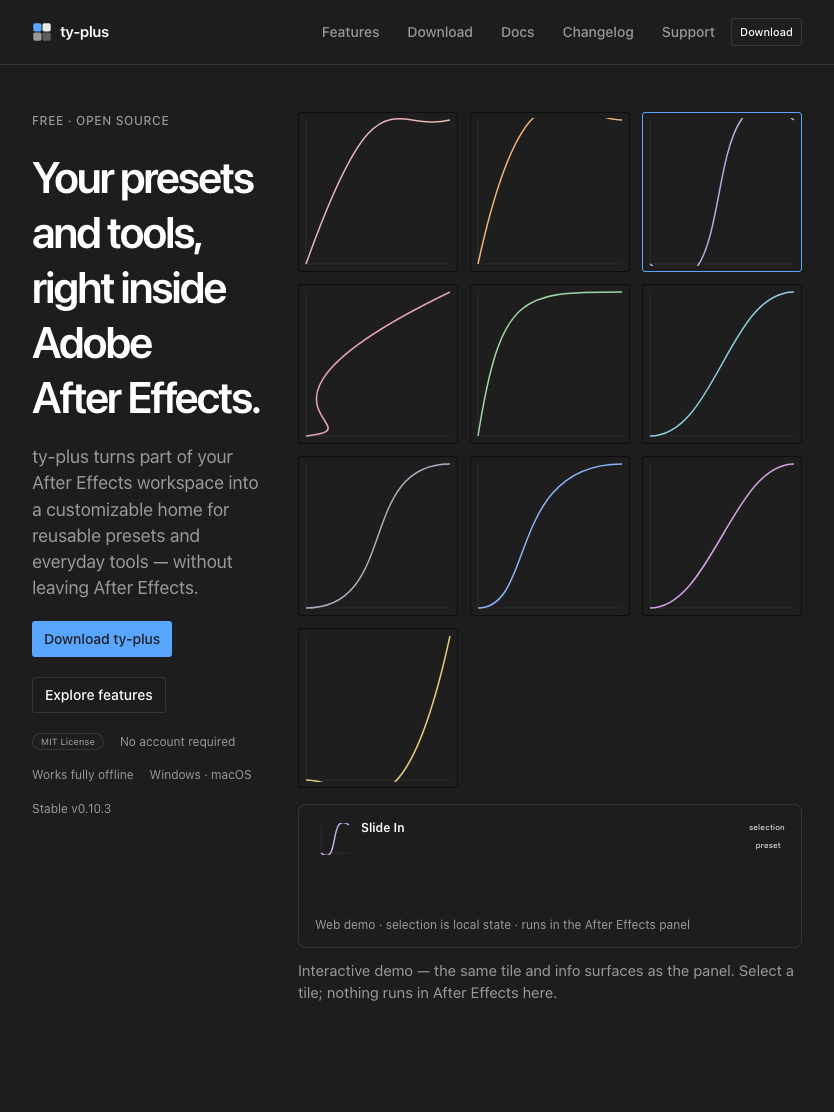 ty-plus
Features
Download
Docs
Changelog
Support
Download
FREE · OPEN SOURCE
Your presets
and tools,
right inside
Adobe
After Effects.
ty-plus turns part of your
After Effects workspace into
a customizable home for
reusable presets and
everyday tools — without
leaving After Effects.
Download ty-plus
Explore features
MIT License
No account required
Works fully offline
Windows · macOS
Stable v0.10.3
Slide In
selection
preset
Web demo · selection is local state · runs in the After Effects panel
Interactive demo — the same tile and info surfaces as the panel. Select a
tile; nothing runs in After Effects here.